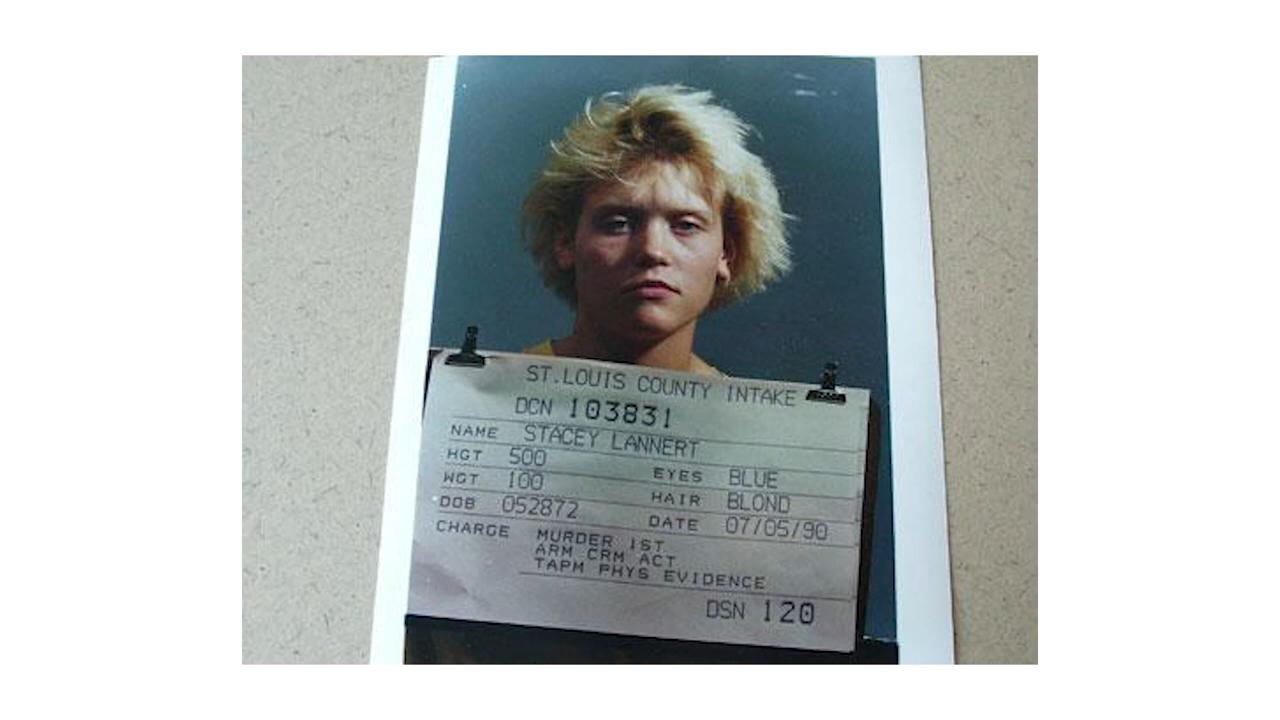 ST.LOUIS COUNTY INTAKE
DCN 103831
NAME STACEY LANNERT
HGT 500 EYES BLUE
WGT 100 HAIR BLOND
DOB 052872 DATE 07/05/90
CHARGE MURDER 1ST
ARM CRM ACT
TAPM PHYS EVIDENCE
DSN 120